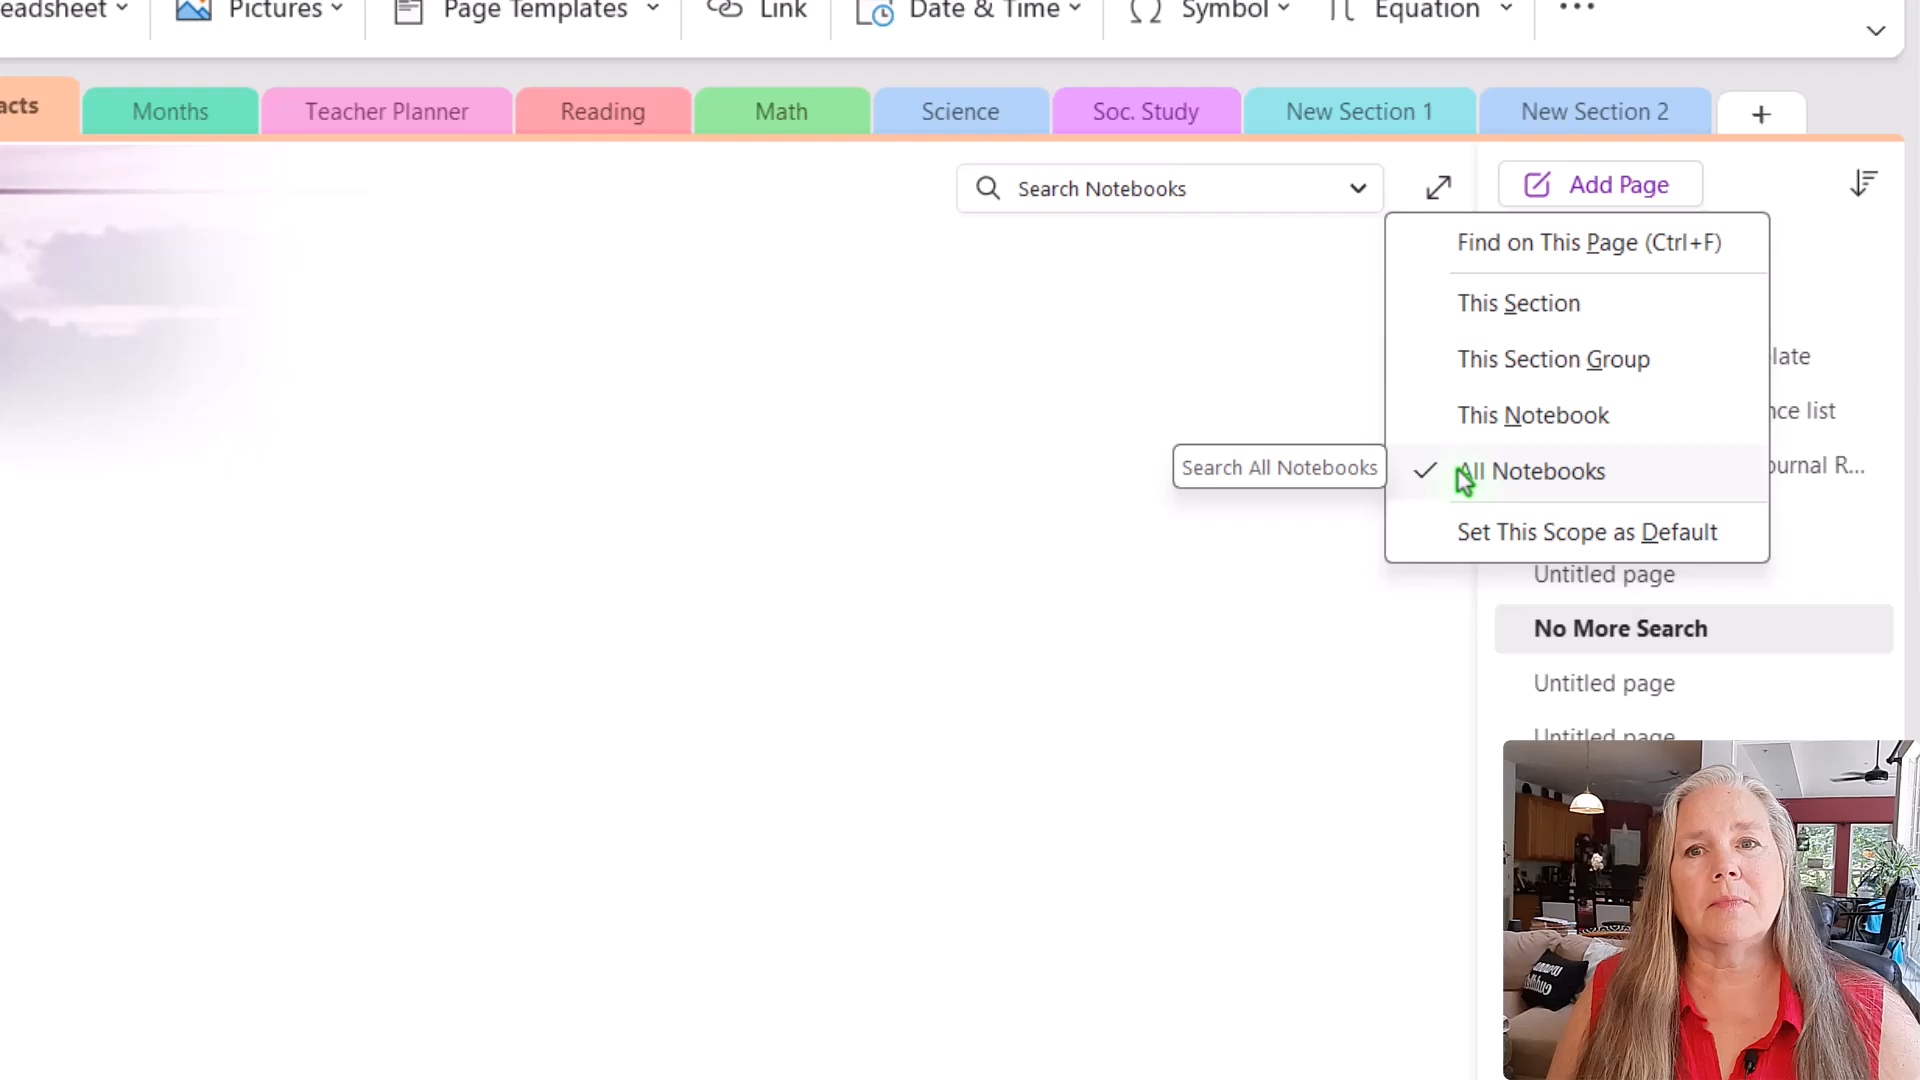 eadsheet
Pictures
Page Templates
Link
Date & Time
Symbol
Equation
acts
Months
Teacher Planner
Reading
Math
Science
Soc. Study
New Section 1
New Section 2
+
Search Notebooks
Add Page
Find on This Page (Ctrl+F)
This Section
This Section Group
This Notebook
All Notebooks
Set This Scope as Default
Search All Notebooks
late
nce list
ournal R...
Untitled page
No More Search
Untitled page
Untitled page